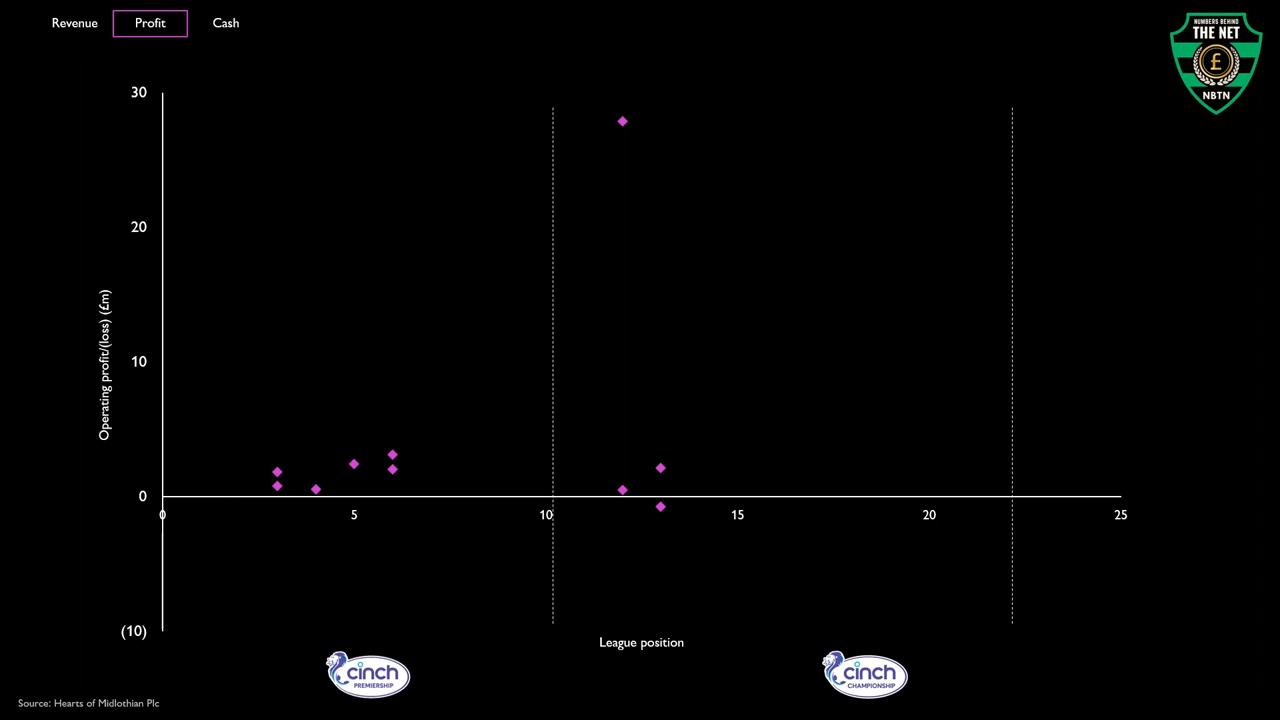 Revenue
Profit
Cash
NUMBERS BEHIND
THE NET
£
NBTN
30
20
10
0
(10)
Operating profit/(loss) (£m)
0
5
10
15
20
25
League position
cinch
PREMIERSHIP
cinch
CHAMPIONSHIP
Source: Hearts of Midlothian Plc